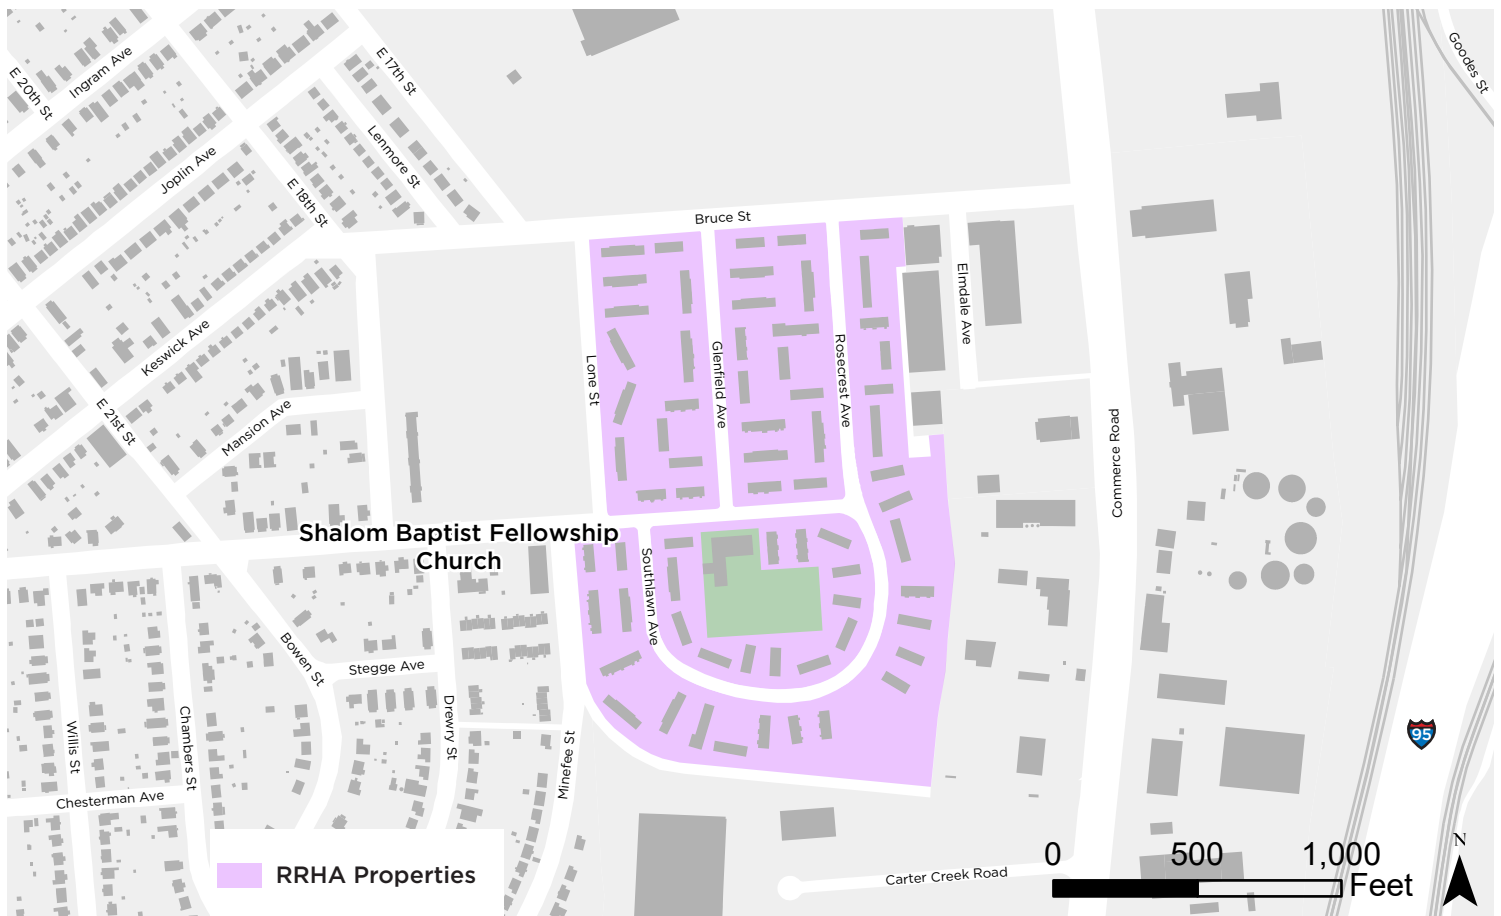 Goodes St
E 17th St
Ingram Ave
E 20th St
Lenmore St
Joplin Ave
E 18th St
Bruce St
Elmdale Ave
Keswick Ave
Lone St
Glenfield Ave
Rosecrest Ave
E 21st St
Mansion Ave
Commerce Road
Shalom Baptist Fellowship
Church
Southlawn Ave
Bowen St
Stegge Ave
Willis St
Chambers St
Drewry St
Minefee St
95
Chesterman Ave
RRHA Properties
Carter Creek Road
0 500 1,000
Feet
N